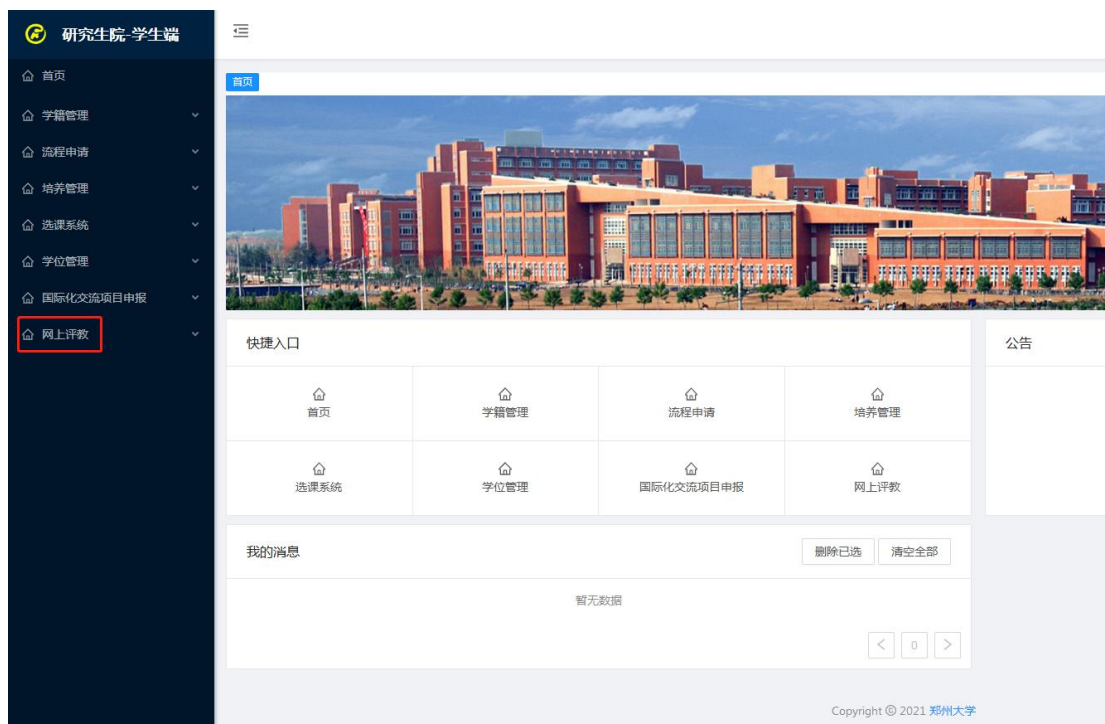 研究生院-学生端
首页
学籍管理
流程申请
培养管理
选课系统
学位管理
国际化交流项目申报
网上评教
首页
快捷入口
首页
学籍管理
流程申请
培养管理
选课系统
学位管理
国际化交流项目申报
网上评教
公告
我的消息
删除已选
清空全部
暂无数据
0
Copyright © 2021 郑州大学